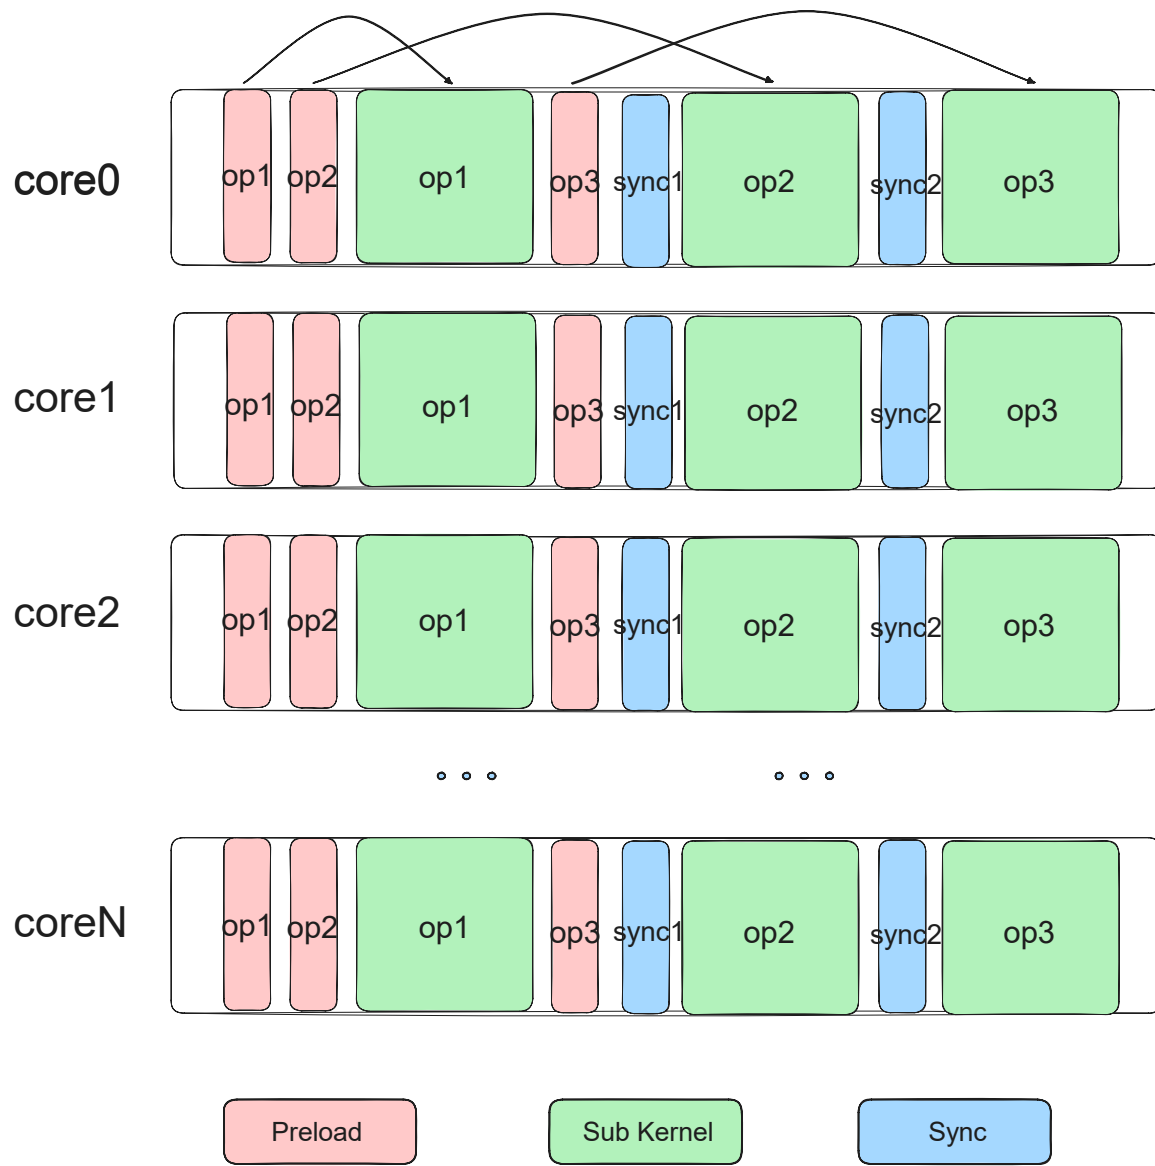 core0 op1 op2 op1 op3 sync1 op2 sync2 op3
core1 op1 op2 op1 op3 sync1 op2 sync2 op3
core2 op1 op2 op1 op3 sync1 op2 sync2 op3
coreN op1 op2 op1 op3 sync1 op2 sync2 op3
Preload Sub Kernel Sync